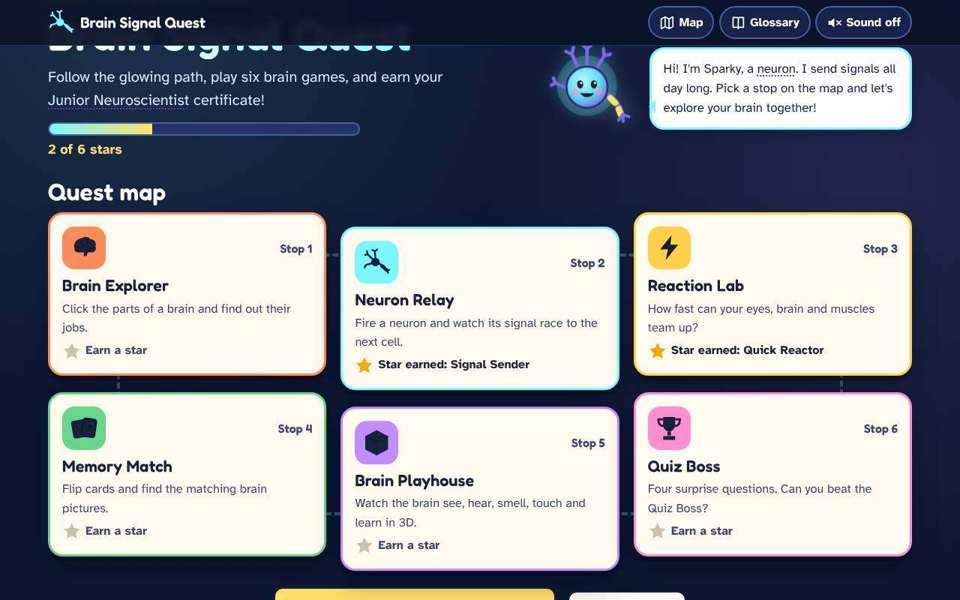 Brain Signal Quest
Map
Glossary
Sound off
Brain Signal Quest
Follow the glowing path, play six brain games, and earn your
Junior Neuroscientist certificate!
2 of 6 stars
Hi! I'm Sparky, a neuron. I send signals all
day long. Pick a stop on the map and let's
explore your brain together!
Quest map
Stop 1
Brain Explorer
Click the parts of a brain and find out their
jobs.
Earn a star
Stop 2
Neuron Relay
Fire a neuron and watch its signal race to the
next cell.
Star earned: Signal Sender
Stop 3
Reaction Lab
How fast can your eyes, brain and muscles
team up?
Star earned: Quick Reactor
Stop 4
Memory Match
Flip cards and find the matching brain
pictures.
Earn a star
Stop 5
Brain Playhouse
Watch the brain see, hear, smell, touch and
learn in 3D.
Earn a star
Stop 6
Quiz Boss
Four surprise questions. Can you beat the
Quiz Boss?
Earn a star